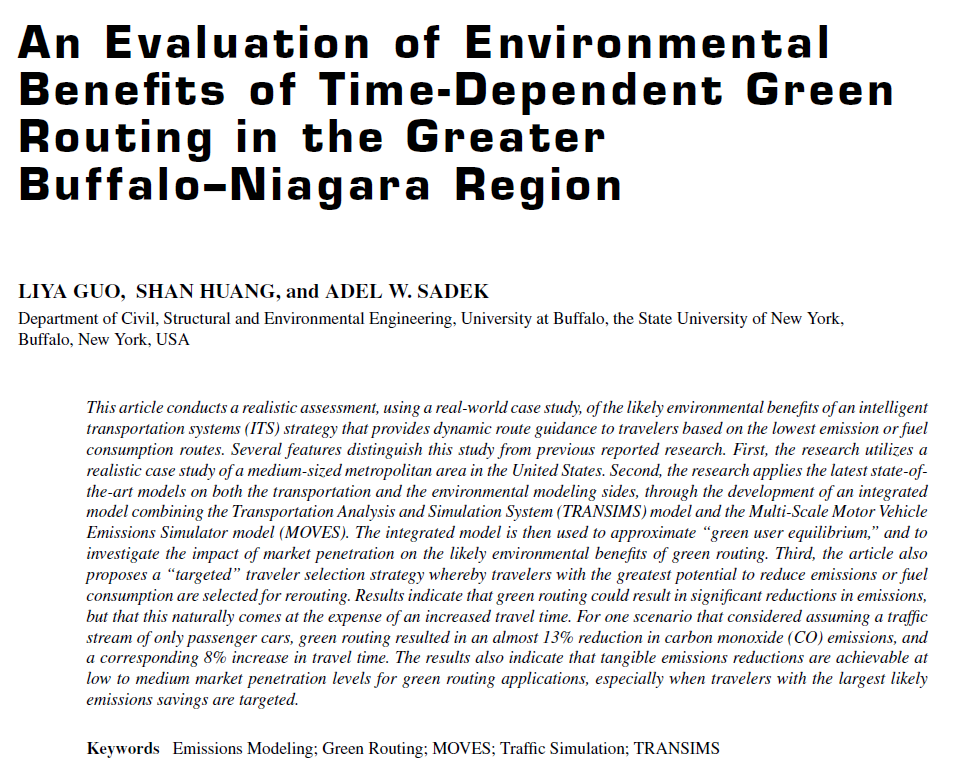 An Evaluation of Environmental
Benefits of Time-Dependent Green
Routing in the Greater
Buffalo–Niagara Region
LIYA GUO, SHAN HUANG, and ADEL W. SADEK
Department of Civil, Structural and Environmental Engineering, University at Buffalo, the State University of New York,
Buffalo, New York, USA
This article conducts a realistic assessment, using a real-world case study, of the likely environmental benefits of an intelligent
transportation systems (ITS) strategy that provides dynamic route guidance to travelers based on the lowest emission or fuel
consumption routes. Several features distinguish this study from previous reported research. First, the research utilizes a
realistic case study of a medium-sized metropolitan area in the United States. Second, the research applies the latest state-of-
the-art models on both the transportation and the environmental modeling sides, through the development of an integrated
model combining the Transportation Analysis and Simulation System (TRANSIMS) model and the Multi-Scale Motor Vehicle
Emissions Simulator model (MOVES). The integrated model is then used to approximate “green user equilibrium,” and to
investigate the impact of market penetration on the likely environmental benefits of green routing. Third, the article also
proposes a “targeted” traveler selection strategy whereby travelers with the greatest potential to reduce emissions or fuel
consumption are selected for rerouting. Results indicate that green routing could result in significant reductions in emissions,
but that this naturally comes at the expense of an increased travel time. For one scenario that considered assuming a traffic
stream of only passenger cars, green routing resulted in an almost 13% reduction in carbon monoxide (CO) emissions, and
a corresponding 8% increase in travel time. The results also indicate that tangible emissions reductions are achievable at
low to medium market penetration levels for green routing applications, especially when travelers with the largest likely
emissions savings are targeted.
Keywords Emissions Modeling; Green Routing; MOVES; Traffic Simulation; TRANSIMS